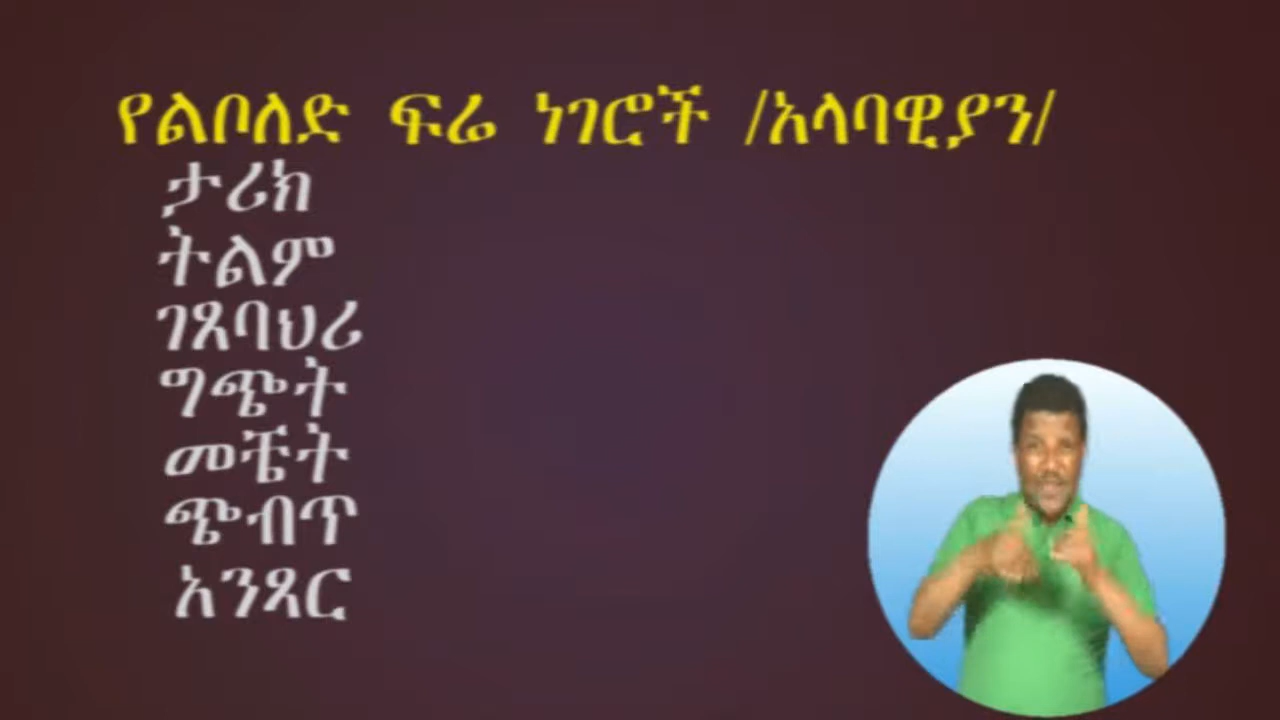 የልቦለድ ፍሬ ነገሮች /አላባዊያን/
ታሪክ
ትልም
ገጸባህሪ
ግጭት
መቼት
ጭብጥ
አንጻር